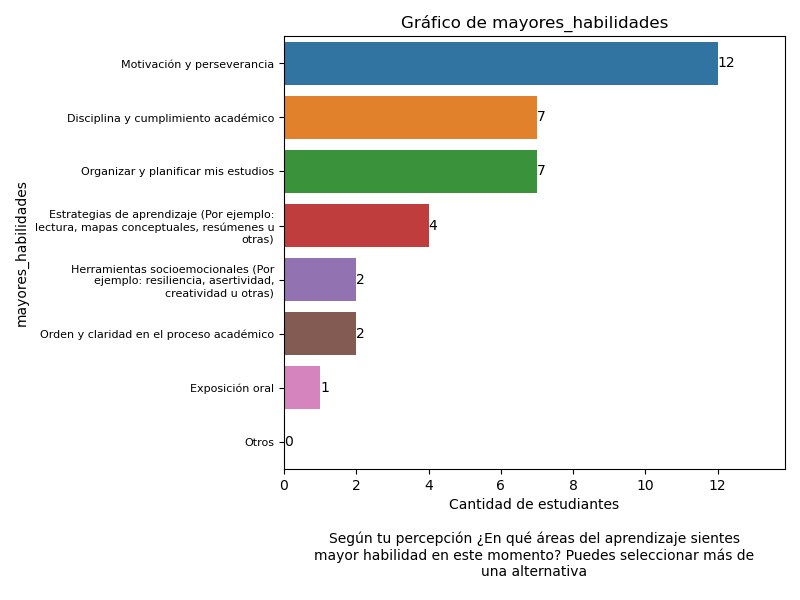 Gráfico de mayores_habilidades
mayores_habilidades
Motivación y perseverancia
12
Disciplina y cumplimiento académico
7
Organizar y planificar mis estudios
7
Estrategias de aprendizaje (Por ejemplo:
lectura, mapas conceptuales, resúmenes u
otras)
4
Herramientas socioemocionales (Por
ejemplo: resiliencia, asertividad,
creatividad u otras)
2
Orden y claridad en el proceso académico
2
Exposición oral
1
Otros
0
0 2 4 6 8 10 12
Cantidad de estudiantes
Según tu percepción ¿En qué áreas del aprendizaje sientes
mayor habilidad en este momento? Puedes seleccionar más de
una alternativa